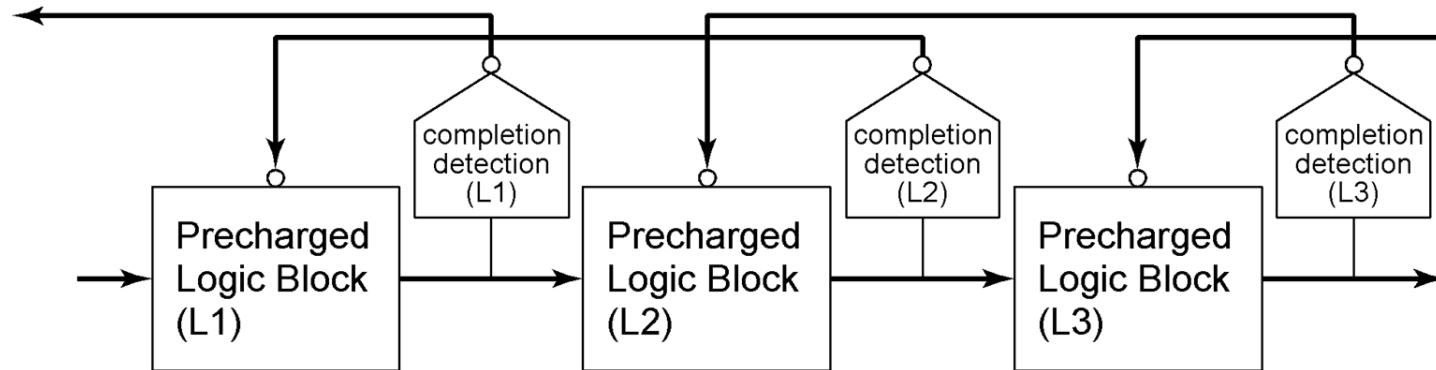 completion
detection
(L1)
completion
detection
(L2)
completion
detection
(L3)
Precharged
Logic Block
(L1)
Precharged
Logic Block
(L2)
Precharged
Logic Block
(L3)